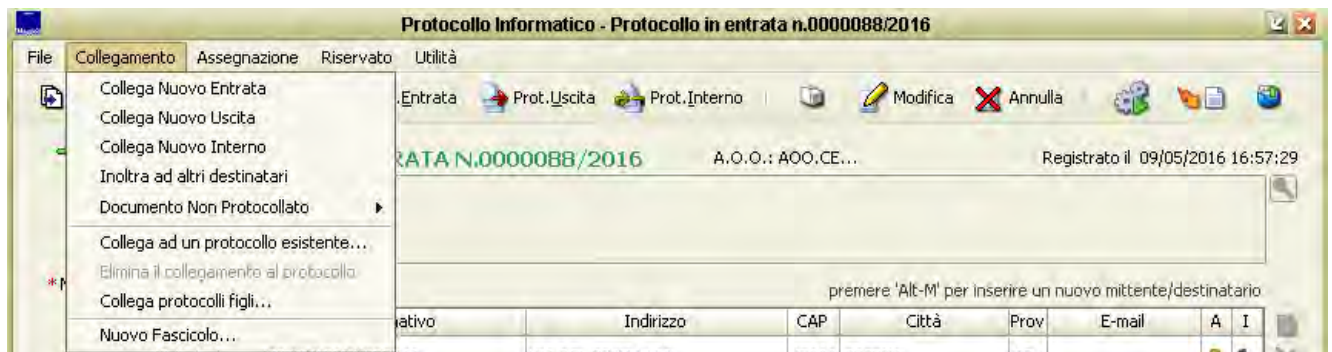 Protocollo Informatico - Protocollo in entrata n.0000088/2016
File Collegamento Assegnazione Riservato Utilità
Collega Nuovo Entrata
Collega Nuovo Uscita
Collega Nuovo Interno
Inoltra ad altri destinatari
Documento Non Protocollato
Collega ad un protocollo esistente...
Elimina il collegamento al protocollo
Collega protocolli figli...
Nuovo Fascicolo...
.Entrata Prot.Uscita Prot.Interno Modifica Annulla
RATA N.0000088/2016 A.O.O.: AOO.CE... Registrato il 09/05/2016 16:57:29
*M
premere 'Alt-M' per inserire un nuovo mittente/destinatario
nativo Indirizzo CAP Città Prov E-mail A I